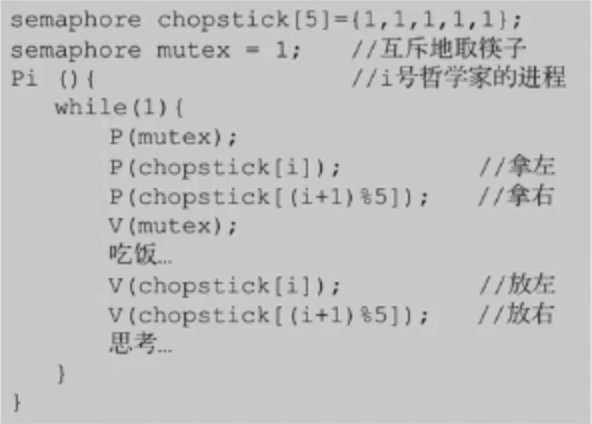 semaphore chopstick[5]={1,1,1,1,1};
semaphore mutex = 1;    //互斥地取筷子
Pi (){                  //i号哲学家的进程
   while(1){
      P(mutex);
      P(chopstick[i]);          //拿左
      P(chopstick[(i+1)%5]);    //拿右
      V(mutex);
      吃饭…
      V(chopstick[i]);          //放左
      V(chopstick[(i+1)%5]);    //放右
      思考…
   }
}